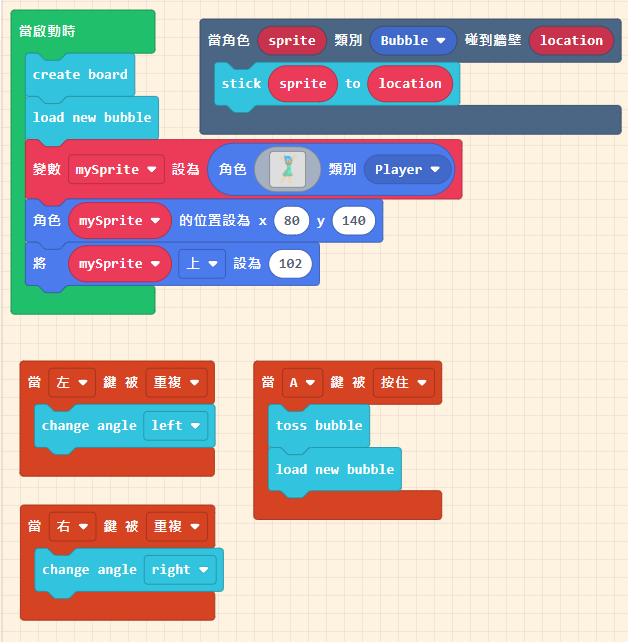 當啟動時
create board
load new bubble
變數 mySprite 設為 角色 類別 Player
角色 mySprite 的位置設為 x 80 y 140
將 mySprite 上 設為 102
當角色 sprite 類別 Bubble 碰到牆壁 location
stick sprite to location
當 左 鍵 被 重複
change angle left
當 A 鍵 被 按住
toss bubble
load new bubble
當 右 鍵 被 重複
change angle right